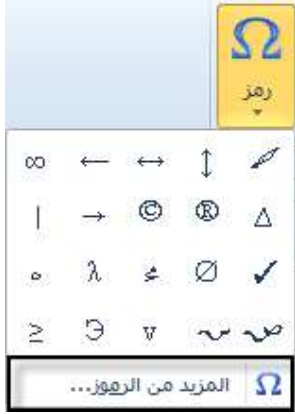 Ω
رمز
∞ ← ↔ ↕
| → © ® Δ
λ Ø ✓
≥ Э v
Ω المزيد من الرموز...